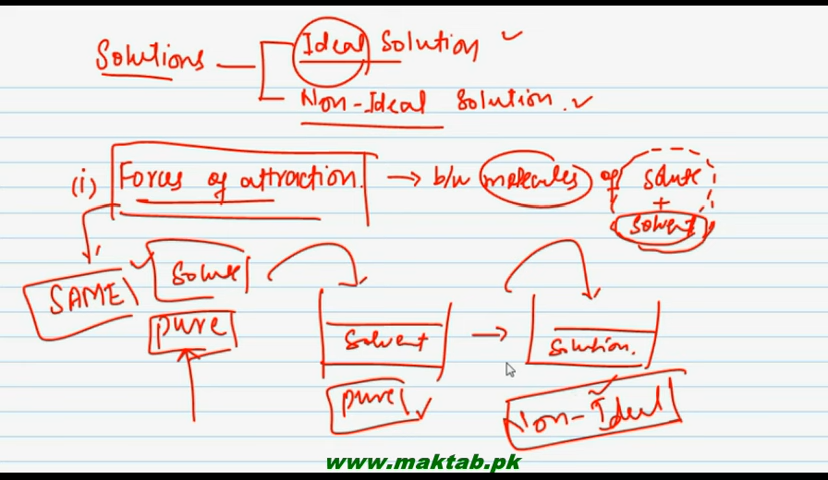 Solutions
Ideal Solution
Non-Ideal Solution.
(i) Forces of attraction. → b/w molecules of solute + solvent
SAME
Solute
pure
Solvent
pure
→
Solution.
Non-Ideal
www.maktab.pk